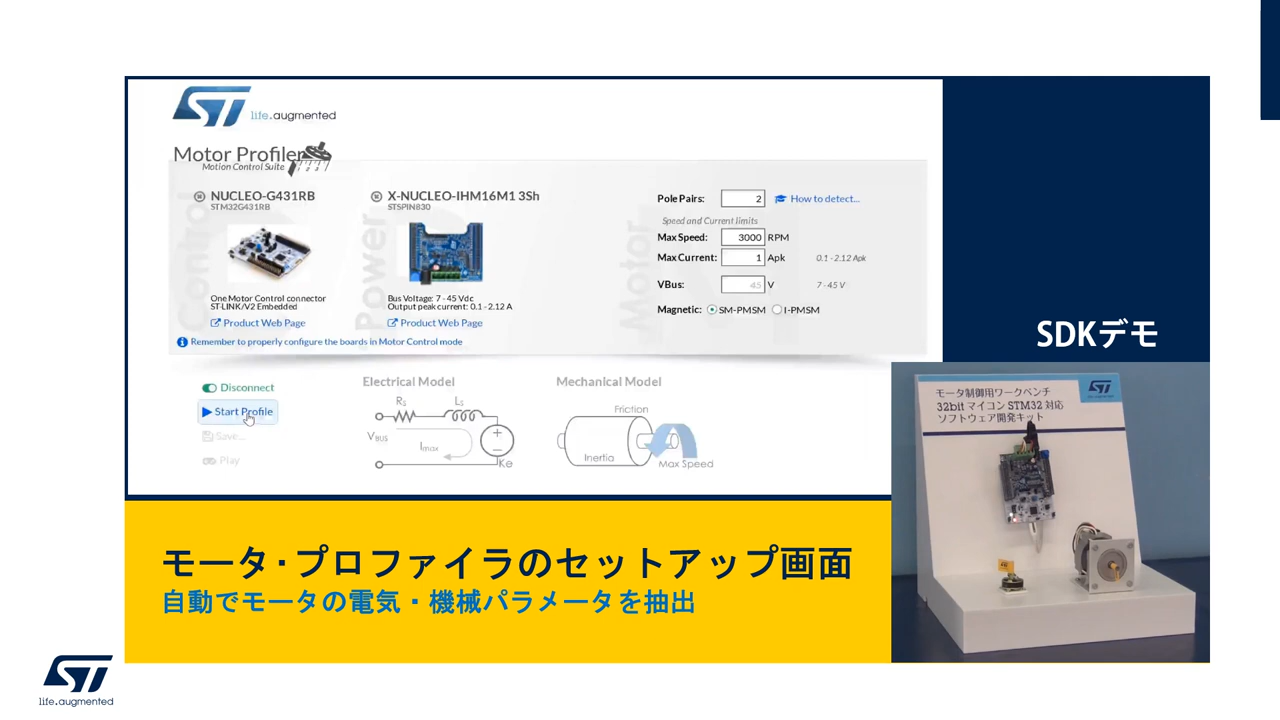 ST
life.augmented
Motor Profiler
Motion Control Suite
Control
NUCLEO-G431RB
STM32G431RB
One Motor Control connector
ST-LINK/V2 Embedded
Product Web Page
Power
X-NUCLEO-IHM16M1 3Sh
STSPIN830
Bus Voltage: 7 - 45 Vdc
Output peak current: 0.1 - 2.12 A
Product Web Page
Motor
Pole Pairs: 2 How to detect...
Speed and Current limits
Max Speed: 3000 RPM
Max Current: 1 Apk 0.1 - 2.12 Apk
VBus: 45 V 7 - 45 V
Magnetic: SM-PMSM I-PMSM
Remember to properly configure the boards in Motor Control mode
Disconnect
Start Profile
Save...
Play
Electrical Model
Rs Ls
VBUS
Imax
Ke
Mechanical Model
Friction
Inertia
Max Speed
SDKデモ
モータ制御用ワークベンチ
32bit マイコン STM32 対応
ソフトウェア開発キット
ST
モータ・プロファイラのセットアップ画面
自動でモータの電気・機械パラメータを抽出
ST
life.augmented